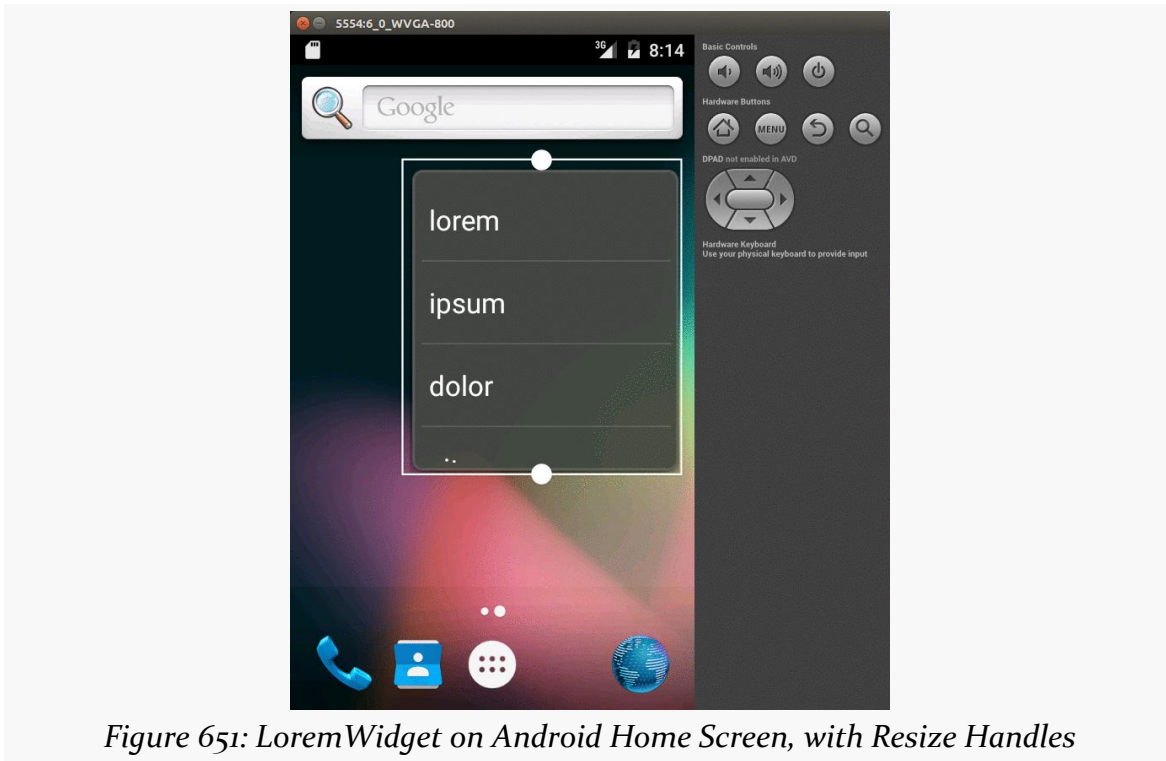 5554:6_0_WVGA-800
3G 8:14
Google
lorem
ipsum
dolor
Basic Controls
Hardware Buttons
MENU
DPAD not enabled in AVD
Hardware Keyboard
Use your physical keyboard to provide input
Figure 651: LoremWidget on Android Home Screen, with Resize Handles